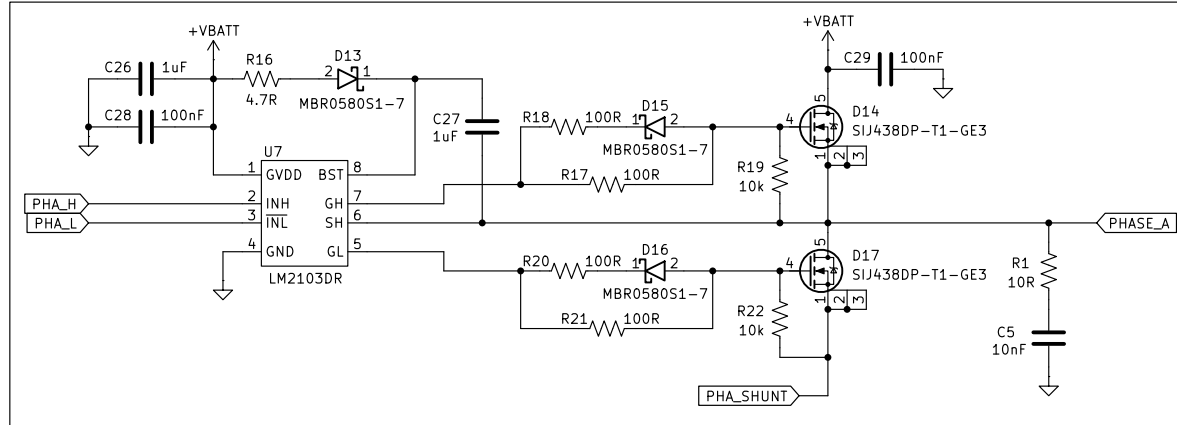 +VBATT
+VBATT
C26 1uF
R16
4.7R
D13
2 1
MBR0580S1-7
C29 100nF
C28 100nF
C27
1uF
R18 100R
D15
1 2
MBR0580S1-7
R17 100R
4
5
D14
SIJ438DP-T1-GE3
1 2 3
R19
10k
U7
1 GVDD BST 8
PHA_H 2 INH GH 7
PHA_L 3 INL SH 6
4 GND GL 5
LM2103DR
PHASE_A
R20 100R
D16
1 2
MBR0580S1-7
R21 100R
4
5
D17
SIJ438DP-T1-GE3
1 2 3
R22
10k
R1
10R
C5
10nF
PHA_SHUNT